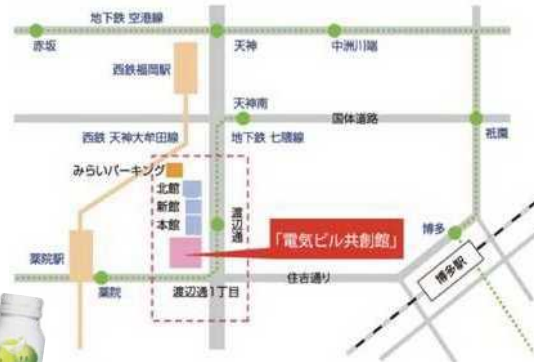 地下鉄 空港線
赤坂
天神
中洲川端
西鉄福岡駅
天神南
国体道路
祇園
西鉄 天神大牟田線
地下鉄 七隈線
みらいパーキング
北館
新館
本館
渡辺通
「電気ビル共創館」
博多
博多駅
薬院駅
薬院
渡辺通1丁目
住吉通り